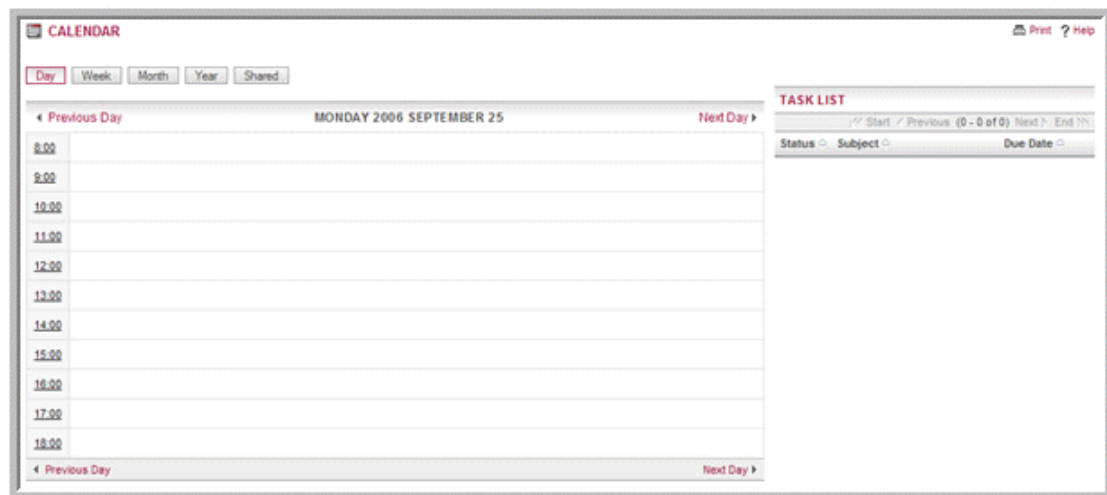 CALENDAR
Print ? Help
Day Week Month Year Shared
Previous Day MONDAY 2006 SEPTEMBER 25 Next Day
8:00
9:00
10:00
11:00
12:00
13:00
14:00
15:00
16:00
17:00
18:00
Previous Day Next Day
TASK LIST
Start Previous (0 - 0 of 0) Next End
Status Subject Due Date